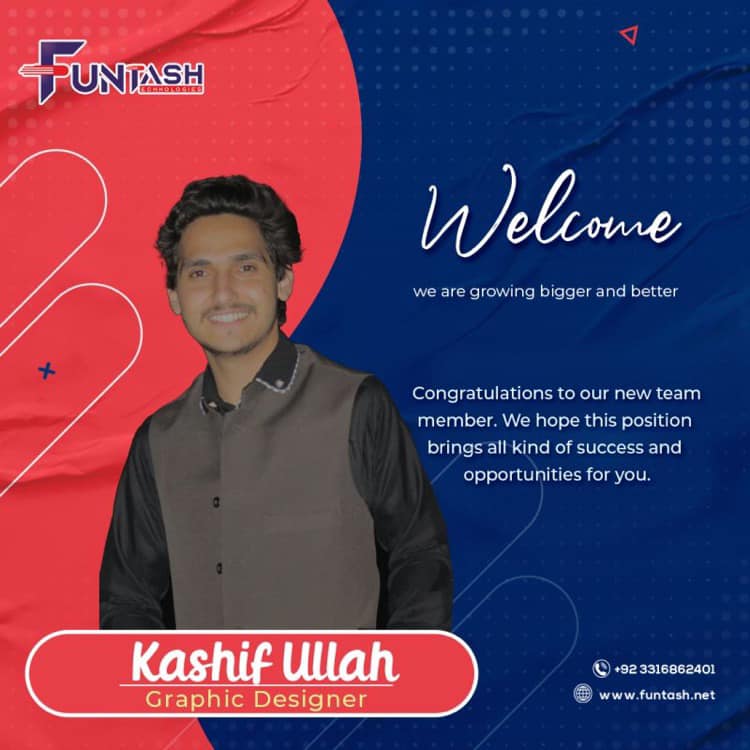 FUNTASH
TECHNOLOGIES
Welcome
we are growing bigger and better
Congratulations to our new team
member. We hope this position
brings all kind of success and
opportunities for you.
Kashif Ullah
Graphic Designer
+92 3316862401
www.funtash.net